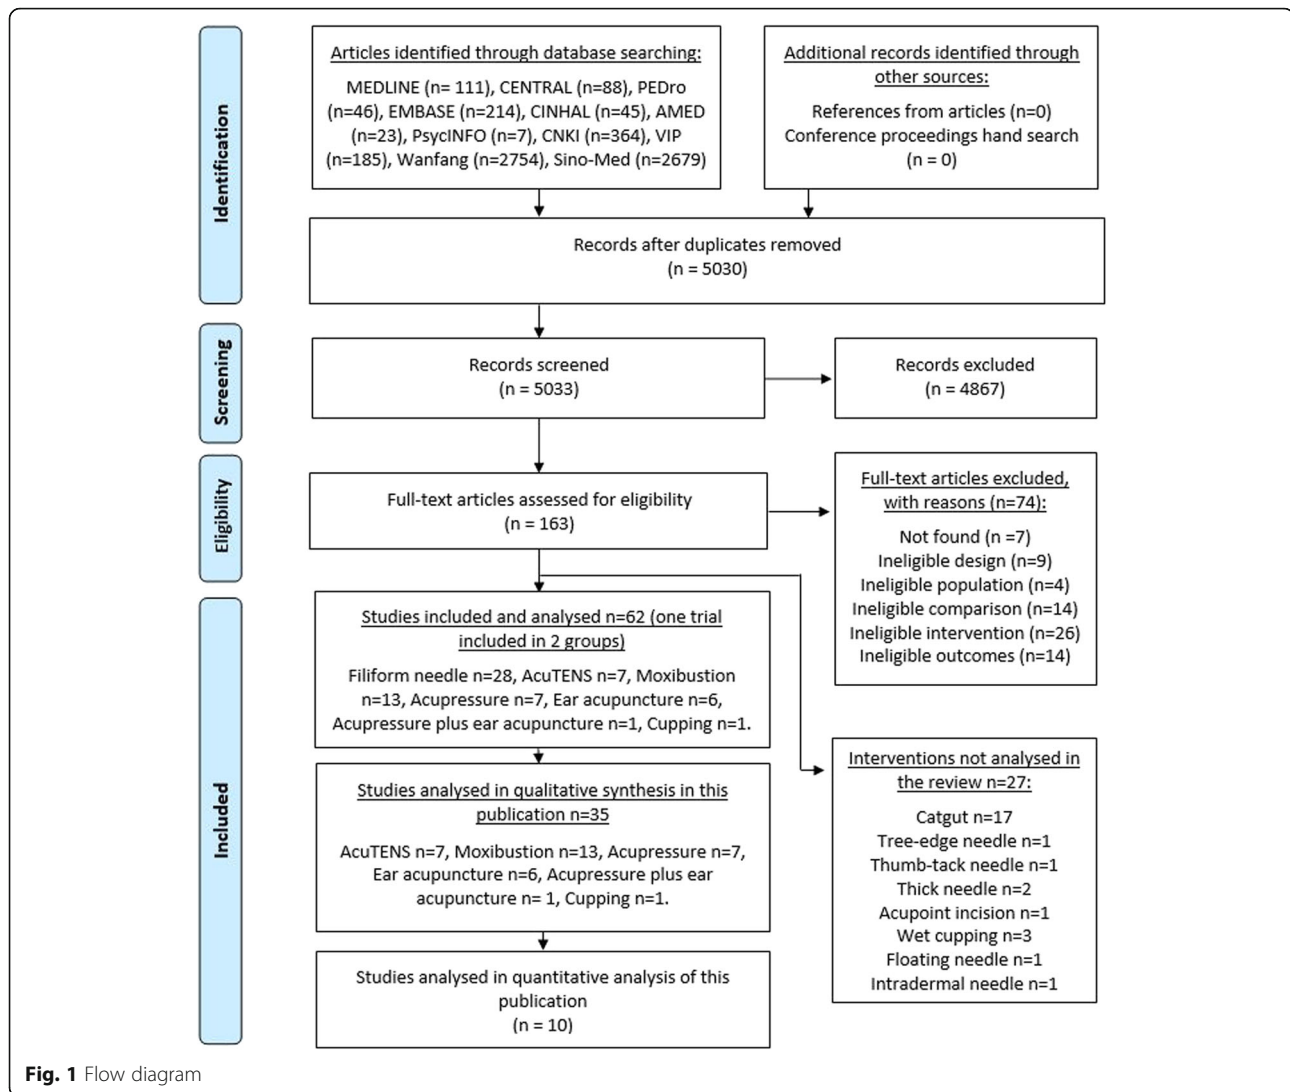 Identification
Articles identified through database searching:
MEDLINE (n= 111), CENTRAL (n=88), PEDro
(n=46), EMBASE (n=214), CINHAL (n=45), AMED
(n=23), PsycINFO (n=7), CNKI (n=364), VIP
(n=185), Wanfang (n=2754), Sino-Med (n=2679)
Additional records identified through
other sources:
References from articles (n=0)
Conference proceedings hand search
(n = 0)
Records after duplicates removed
(n = 5030)
Screening
Records screened
(n = 5033)
Records excluded
(n = 4867)
Eligibility
Full-text articles assessed for eligibility
(n = 163)
Full-text articles excluded,
with reasons (n=74):
Not found (n =7)
Ineligible design (n=9)
Ineligible population (n=4)
Ineligible comparison (n=14)
Ineligible intervention (n=26)
Ineligible outcomes (n=14)
Included
Studies included and analysed n=62 (one trial
included in 2 groups)
Filiform needle n=28, AcuTENS n=7, Moxibustion
n=13, Acupressure n=7, Ear acupuncture n=6,
Acupressure plus ear acupuncture n=1, Cupping n=1.
Interventions not analysed in
the review n=27:
Catgut n=17
Tree-edge needle n=1
Thumb-tack needle n=1
Thick needle n=2
Acupoint incision n=1
Wet cupping n=3
Floating needle n=1
Intradermal needle n=1
Studies analysed in qualitative synthesis in this
publication n=35
AcuTENS n=7, Moxibustion n=13, Acupressure n=7,
Ear acupuncture n=6, Acupressure plus ear
acupuncture n= 1, Cupping n=1.
Studies analysed in quantitative analysis of this
publication
(n = 10)
Fig. 1 Flow diagram